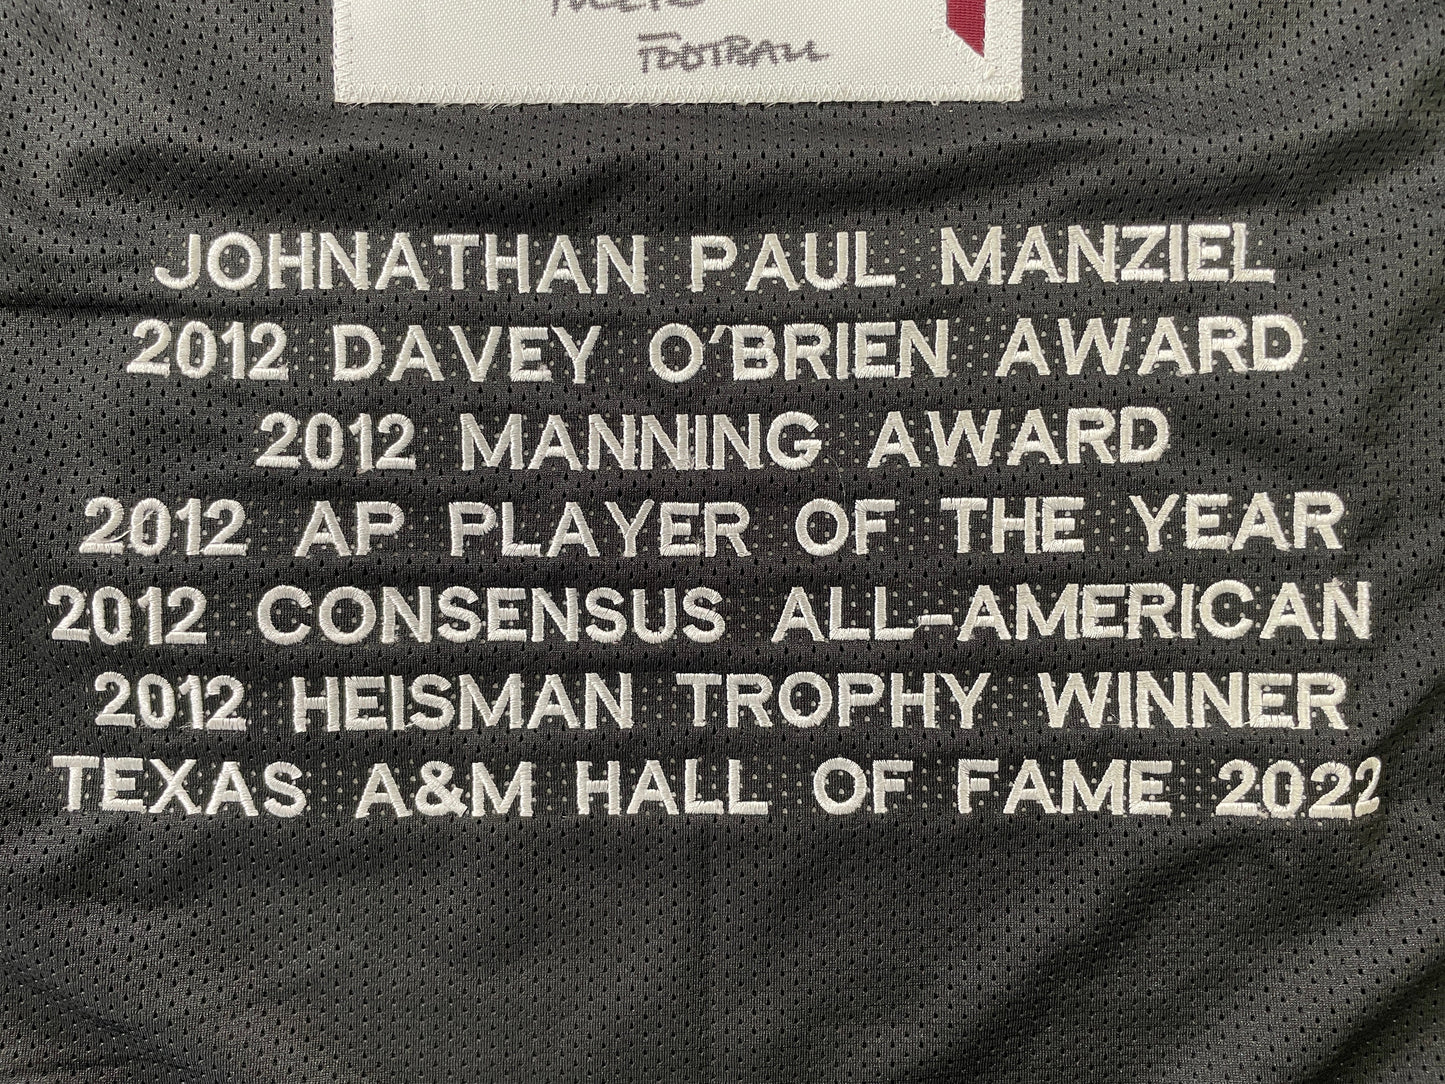 FOOTBALL
JOHNATHAN PAUL MANZIEL
2012 DAVEY O'BRIEN AWARD
2012 MANNING AWARD
2012 AP PLAYER OF THE YEAR
2012 CONSENSUS ALL-AMERICAN
2012 HEISMAN TROPHY WINNER
TEXAS A&M HALL OF FAME 2022